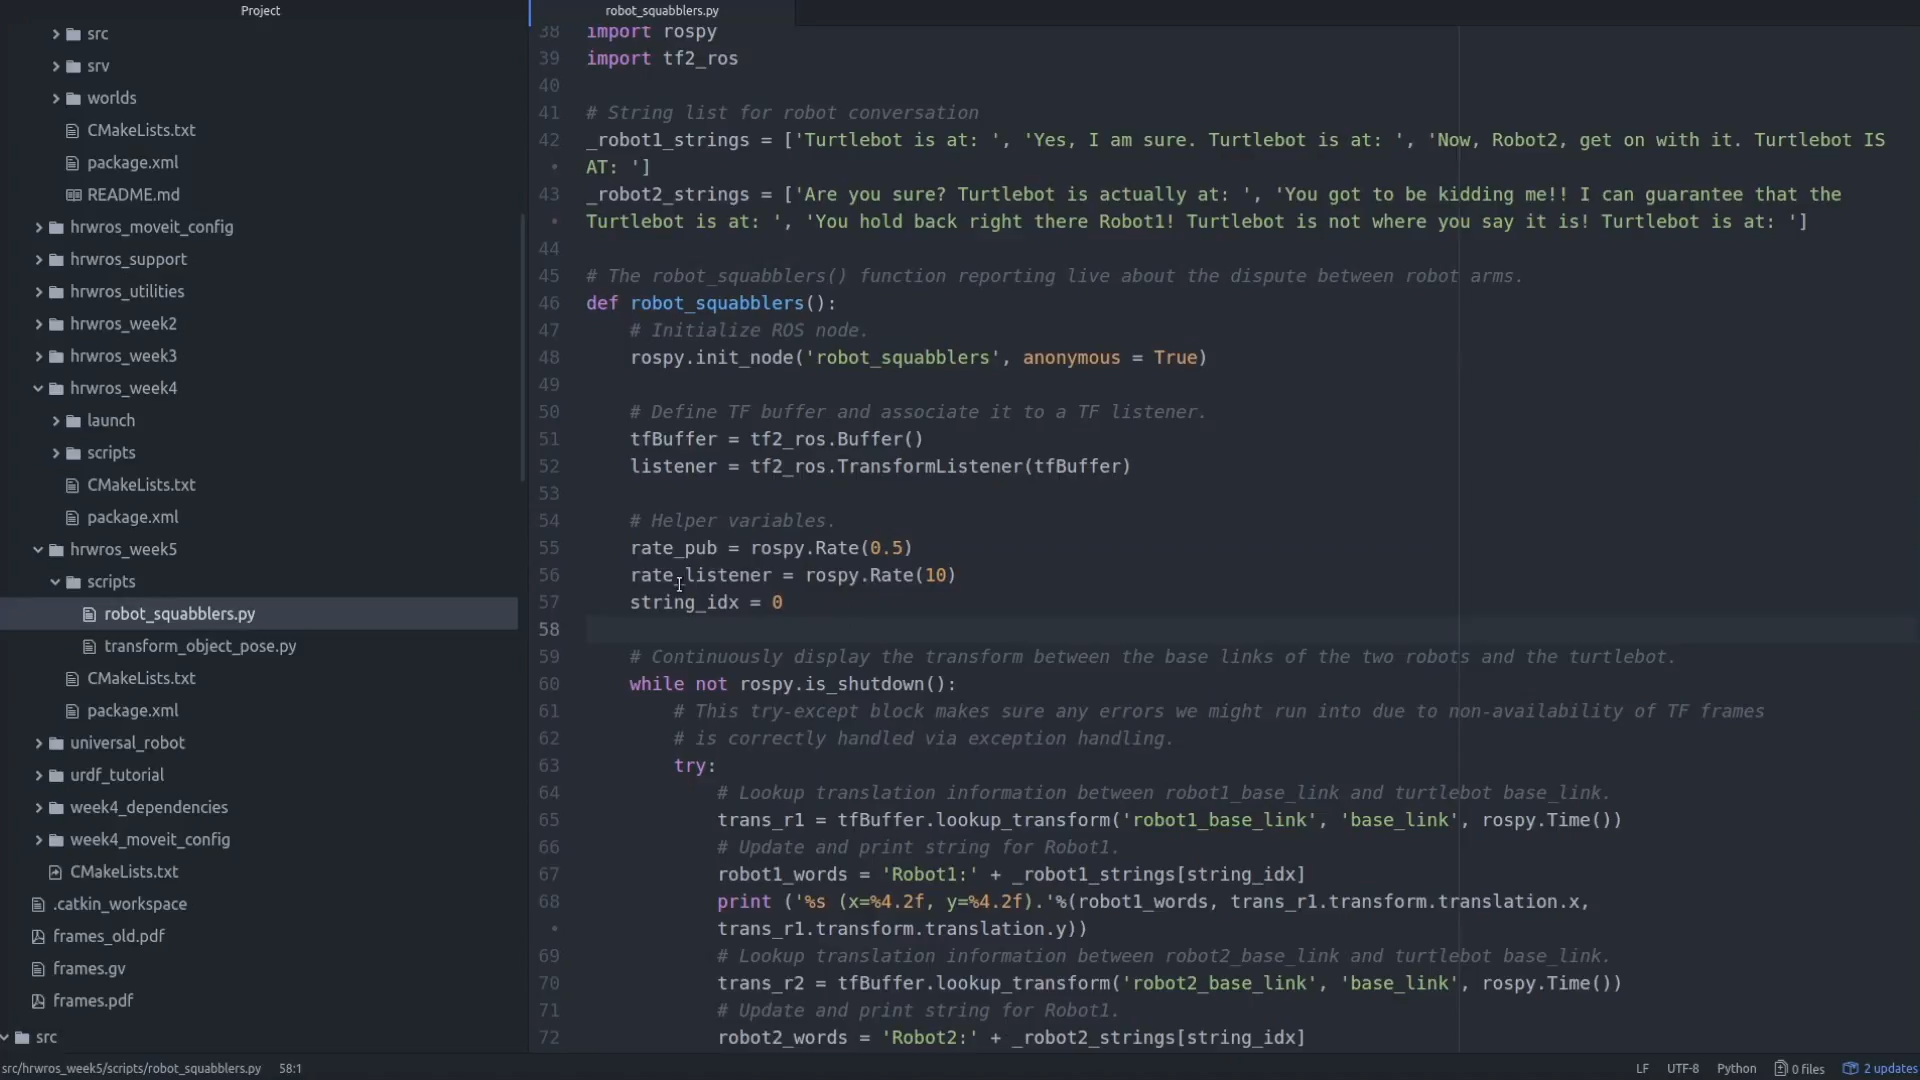 Project
src
srv
worlds
CMakeLists.txt
package.xml
README.md
hrwros_moveit_config
hrwros_support
hrwros_utilities
hrwros_week2
hrwros_week3
hrwros_week4
launch
scripts
CMakeLists.txt
package.xml
hrwros_week5
scripts
robot_squabblers.py
transform_object_pose.py
CMakeLists.txt
package.xml
universal_robot
urdf_tutorial
week4_dependencies
week4_moveit_config
CMakeLists.txt
.catkin_workspace
frames_old.pdf
frames.gv
frames.pdf
src
robot_squabblers.py
38 import rospy
39 import tf2_ros
40
41 # String list for robot conversation
42 _robot1_strings = ['Turtlebot is at: ', 'Yes, I am sure. Turtlebot is at: ', 'Now, Robot2, get on with it. Turtlebot IS
• AT: ']
43 _robot2_strings = ['Are you sure? Turtlebot is actually at: ', 'You got to be kidding me!! I can guarantee that the
• Turtlebot is at: ', 'You hold back right there Robot1! Turtlebot is not where you say it is! Turtlebot is at: ']
44
45 # The robot_squabblers() function reporting live about the dispute between robot arms.
46 def robot_squabblers():
47     # Initialize ROS node.
48     rospy.init_node('robot_squabblers', anonymous = True)
49
50     # Define TF buffer and associate it to a TF listener.
51     tfBuffer = tf2_ros.Buffer()
52     listener = tf2_ros.TransformListener(tfBuffer)
53
54     # Helper variables.
55     rate_pub = rospy.Rate(0.5)
56     rate_listener = rospy.Rate(10)
57     string_idx = 0
58
59     # Continuously display the transform between the base links of the two robots and the turtlebot.
60     while not rospy.is_shutdown():
61         # This try-except block makes sure any errors we might run into due to non-availability of TF frames
62         # is correctly handled via exception handling.
63         try:
64             # Lookup translation information between robot1_base_link and turtlebot base_link.
65             trans_r1 = tfBuffer.lookup_transform('robot1_base_link', 'base_link', rospy.Time())
66             # Update and print string for Robot1.
67             robot1_words = 'Robot1:' + _robot1_strings[string_idx]
68             print ('%s (x=%4.2f, y=%4.2f).'%(robot1_words, trans_r1.transform.translation.x,
•             trans_r1.transform.translation.y))
69             # Lookup translation information between robot2_base_link and turtlebot base_link.
70             trans_r2 = tfBuffer.lookup_transform('robot2_base_link', 'base_link', rospy.Time())
71             # Update and print string for Robot1.
72             robot2_words = 'Robot2:' + _robot2_strings[string_idx]
src/hrwros_week5/scripts/robot_squabblers.py 58:1 LF UTF-8 Python 0 files 2 updates